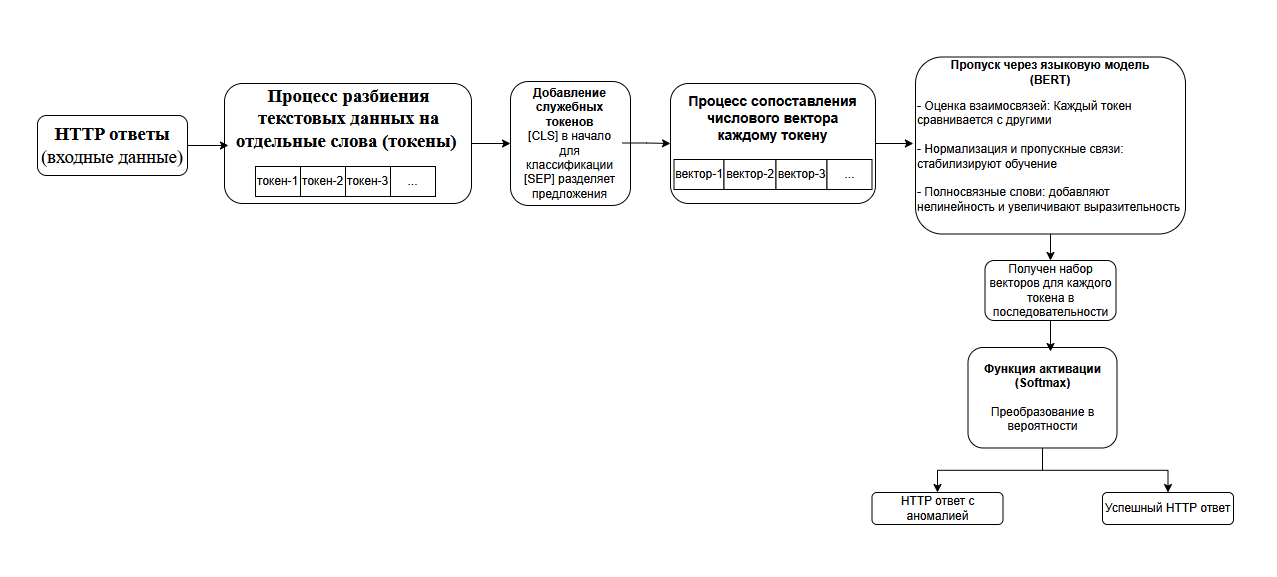 HTTP ответы
(входные данные)
Процесс разбиения
текстовых данных на
отдельные слова (токены)
токен-1 токен-2 токен-3 ...
Добавление
служебных
токенов
[CLS] в начало
для
классификации
[SEP] разделяет
предложения
Процесс сопоставления
числового вектора
каждому токену
вектор-1 вектор-2 вектор-3 ...
Пропуск через языковую модель
(BERT)
- Оценка взаимосвязей: Каждый токен
сравнивается с другими
- Нормализация и пропускные связи:
стабилизируют обучение
- Полносвязные слови: добавляют
нелинейность и увеличивают выразительность
Получен набор
векторов для каждого
токена в
последовательности
Функция активации
(Softmax)
Преобразование в
вероятности
HTTP ответ с
аномалией
Успешный HTTP ответ